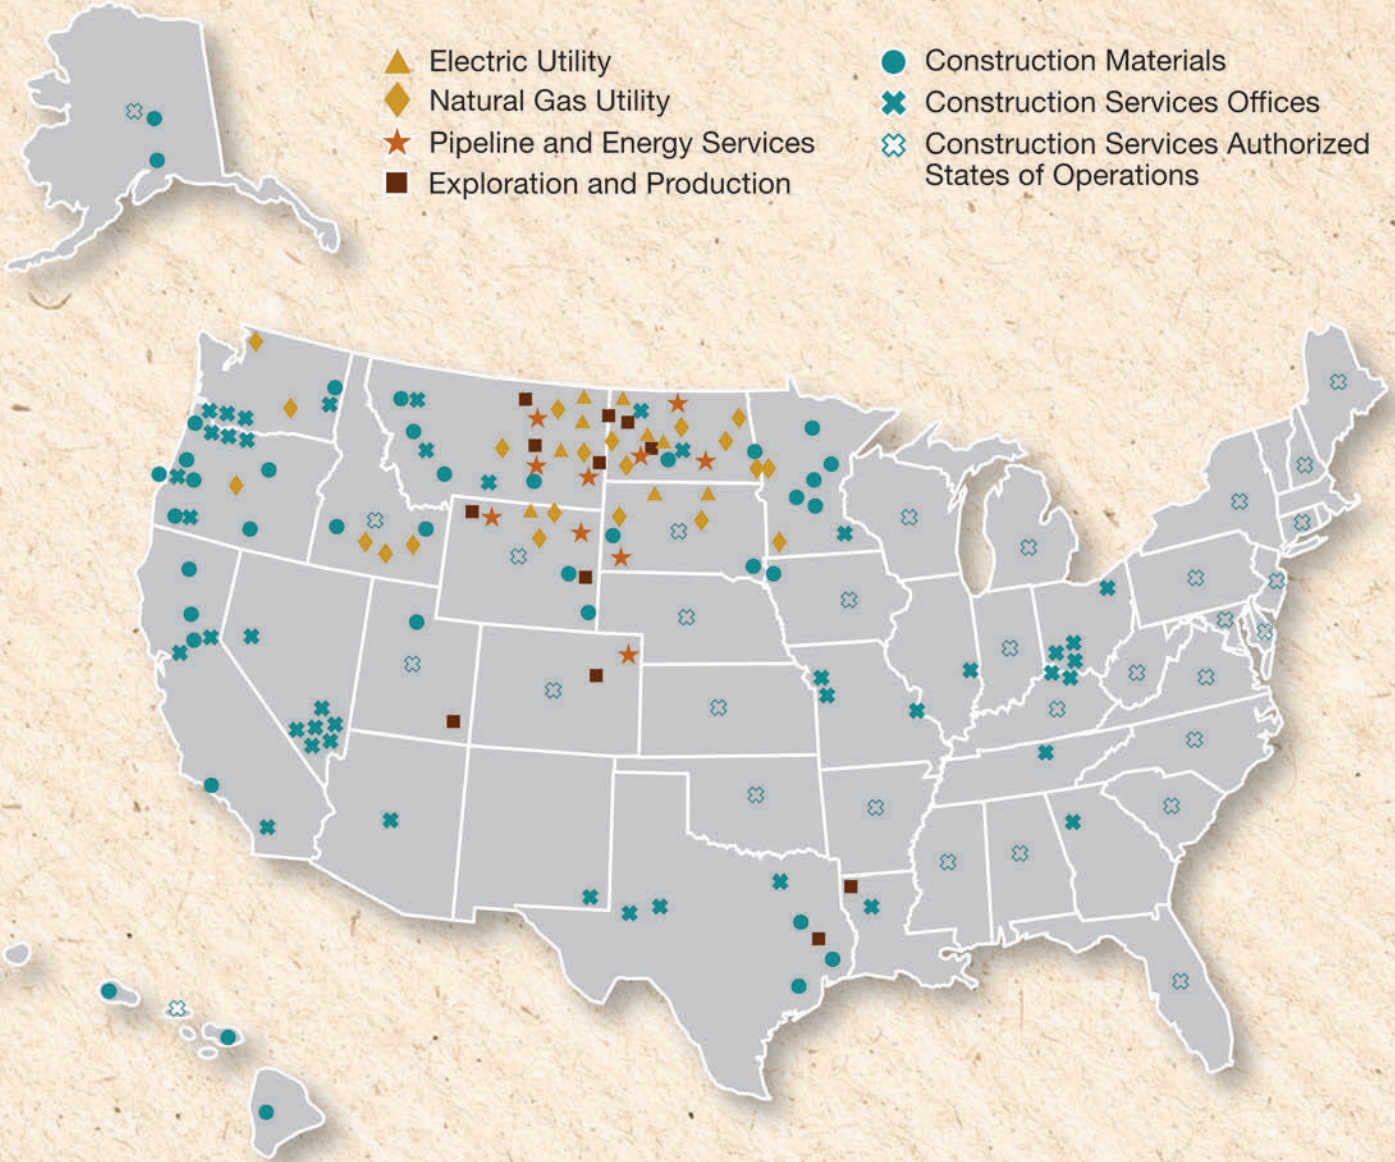 Electric Utility
Natural Gas Utility
Pipeline and Energy Services
Exploration and Production
Construction Materials
Construction Services Offices
Construction Services Authorized
States of Operations